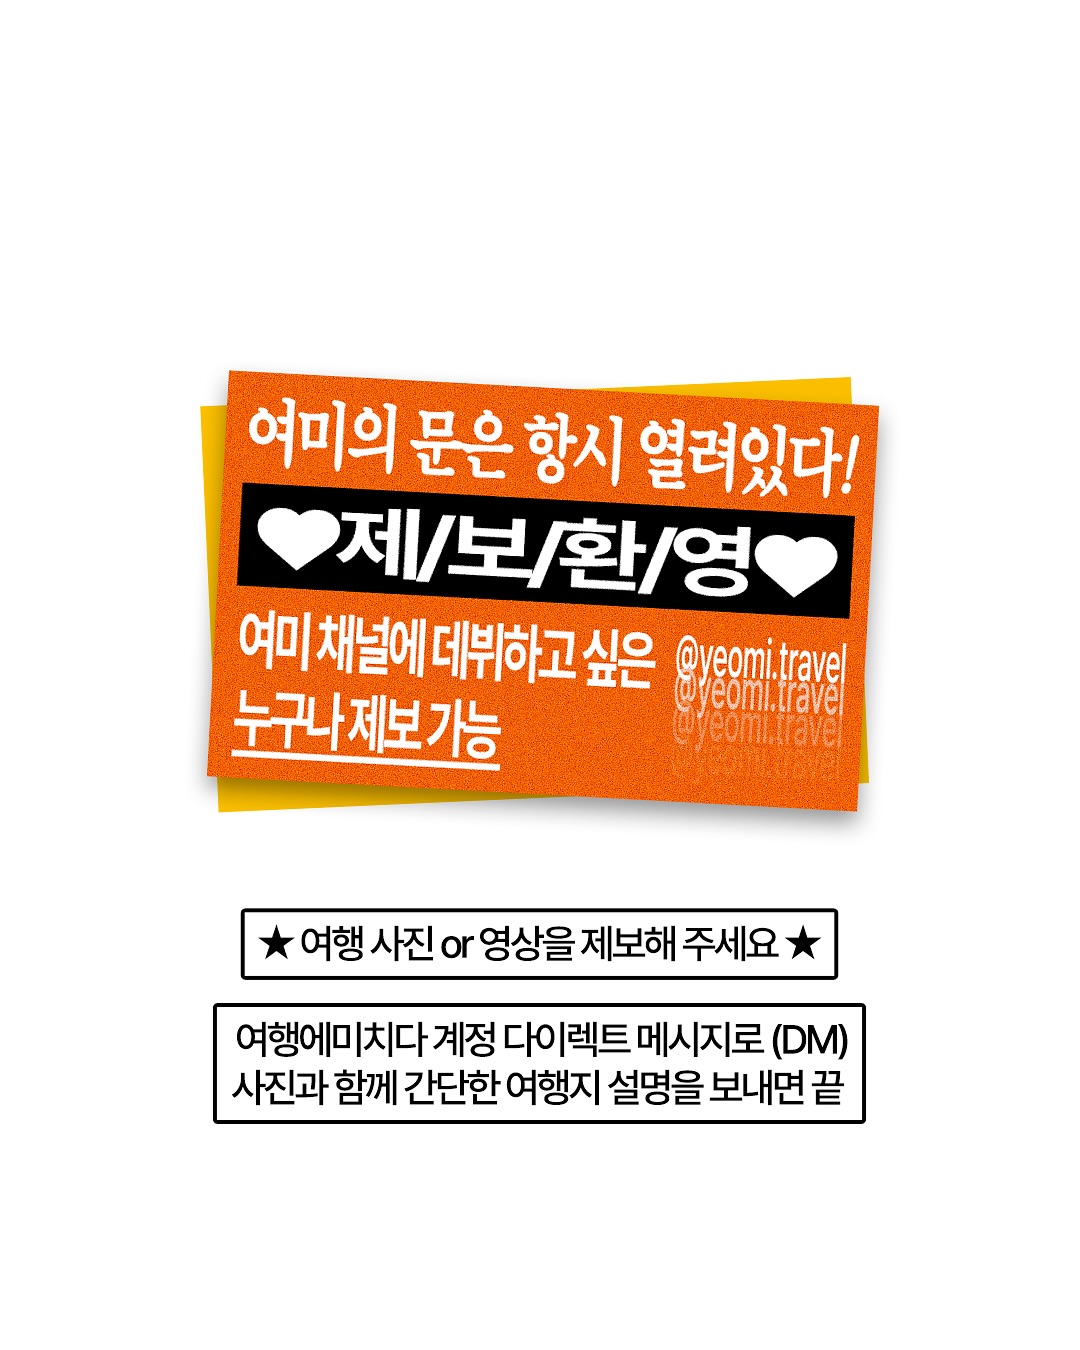 여미의 문은 항시 열려있다!
♥제/보/환/영♥
여미 채널에 데뷔하고 싶은
누구나 제보 가능
@yeomi.travel
@yeomi.travel
@yeomi.travel
@yeomi.travel
★ 여행 사진 or 영상을 제보해 주세요 ★
여행에미치다 계정 다이렉트 메시지로 (DM)
사진과 함께 간단한 여행지 설명을 보내면 끝